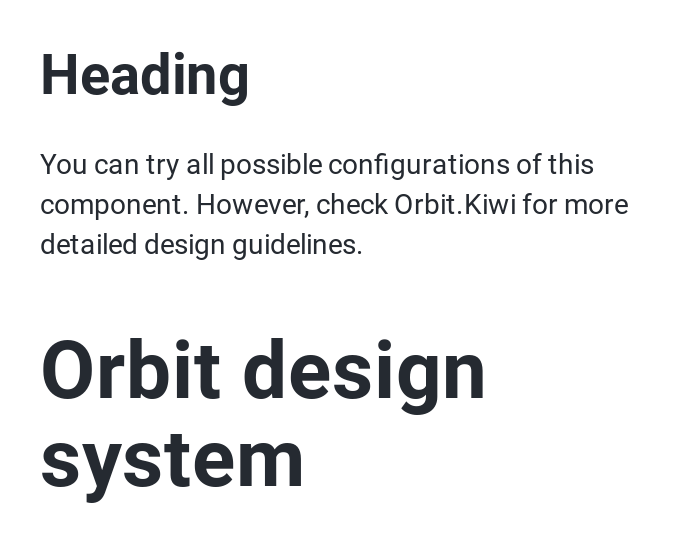 Heading
You can try all possible configurations of this
component. However, check Orbit.Kiwi for more
detailed design guidelines.
Orbit design
system